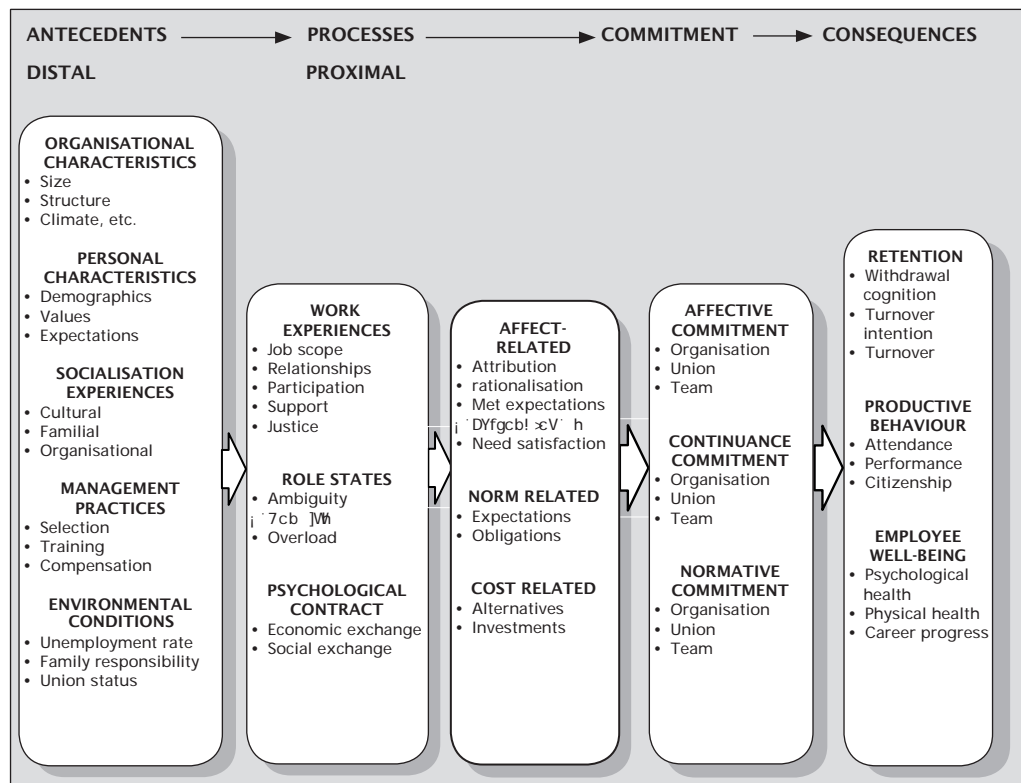 ANTECEDENTS PROCESSES COMMITMENT CONSEQUENCES
DISTAL PROXIMAL
ORGANISATIONAL
CHARACTERISTICS
• Size
• Structure
• Climate, etc.
PERSONAL
CHARACTERISTICS
• Demographics
• Values
• Expectations
SOCIALISATION
EXPERIENCES
• Cultural
• Familial
• Organisational
MANAGEMENT
PRACTICES
• Selection
• Training
• Compensation
ENVIRONMENTAL
CONDITIONS
• Unemployment rate
• Family responsibility
• Union status
WORK
EXPERIENCES
• Job scope
• Relationships
• Participation
• Support
• Justice
ROLE STATES
• Ambiguity
• Overload
PSYCHOLOGICAL
CONTRACT
• Economic exchange
• Social exchange
AFFECT-
RELATED
• Attribution
• rationalisation
• Met expectations
• Need satisfaction
NORM RELATED
• Expectations
• Obligations
COST RELATED
• Alternatives
• Investments
AFFECTIVE
COMMITMENT
• Organisation
• Union
• Team
CONTINUANCE
COMMITMENT
• Organisation
• Union
• Team
NORMATIVE
COMMITMENT
• Organisation
• Union
• Team
RETENTION
• Withdrawal
cognition
• Turnover
intention
• Turnover
PRODUCTIVE
BEHAVIOUR
• Attendance
• Performance
• Citizenship
EMPLOYEE
WELL-BEING
• Psychological
health
• Physical health
• Career progress